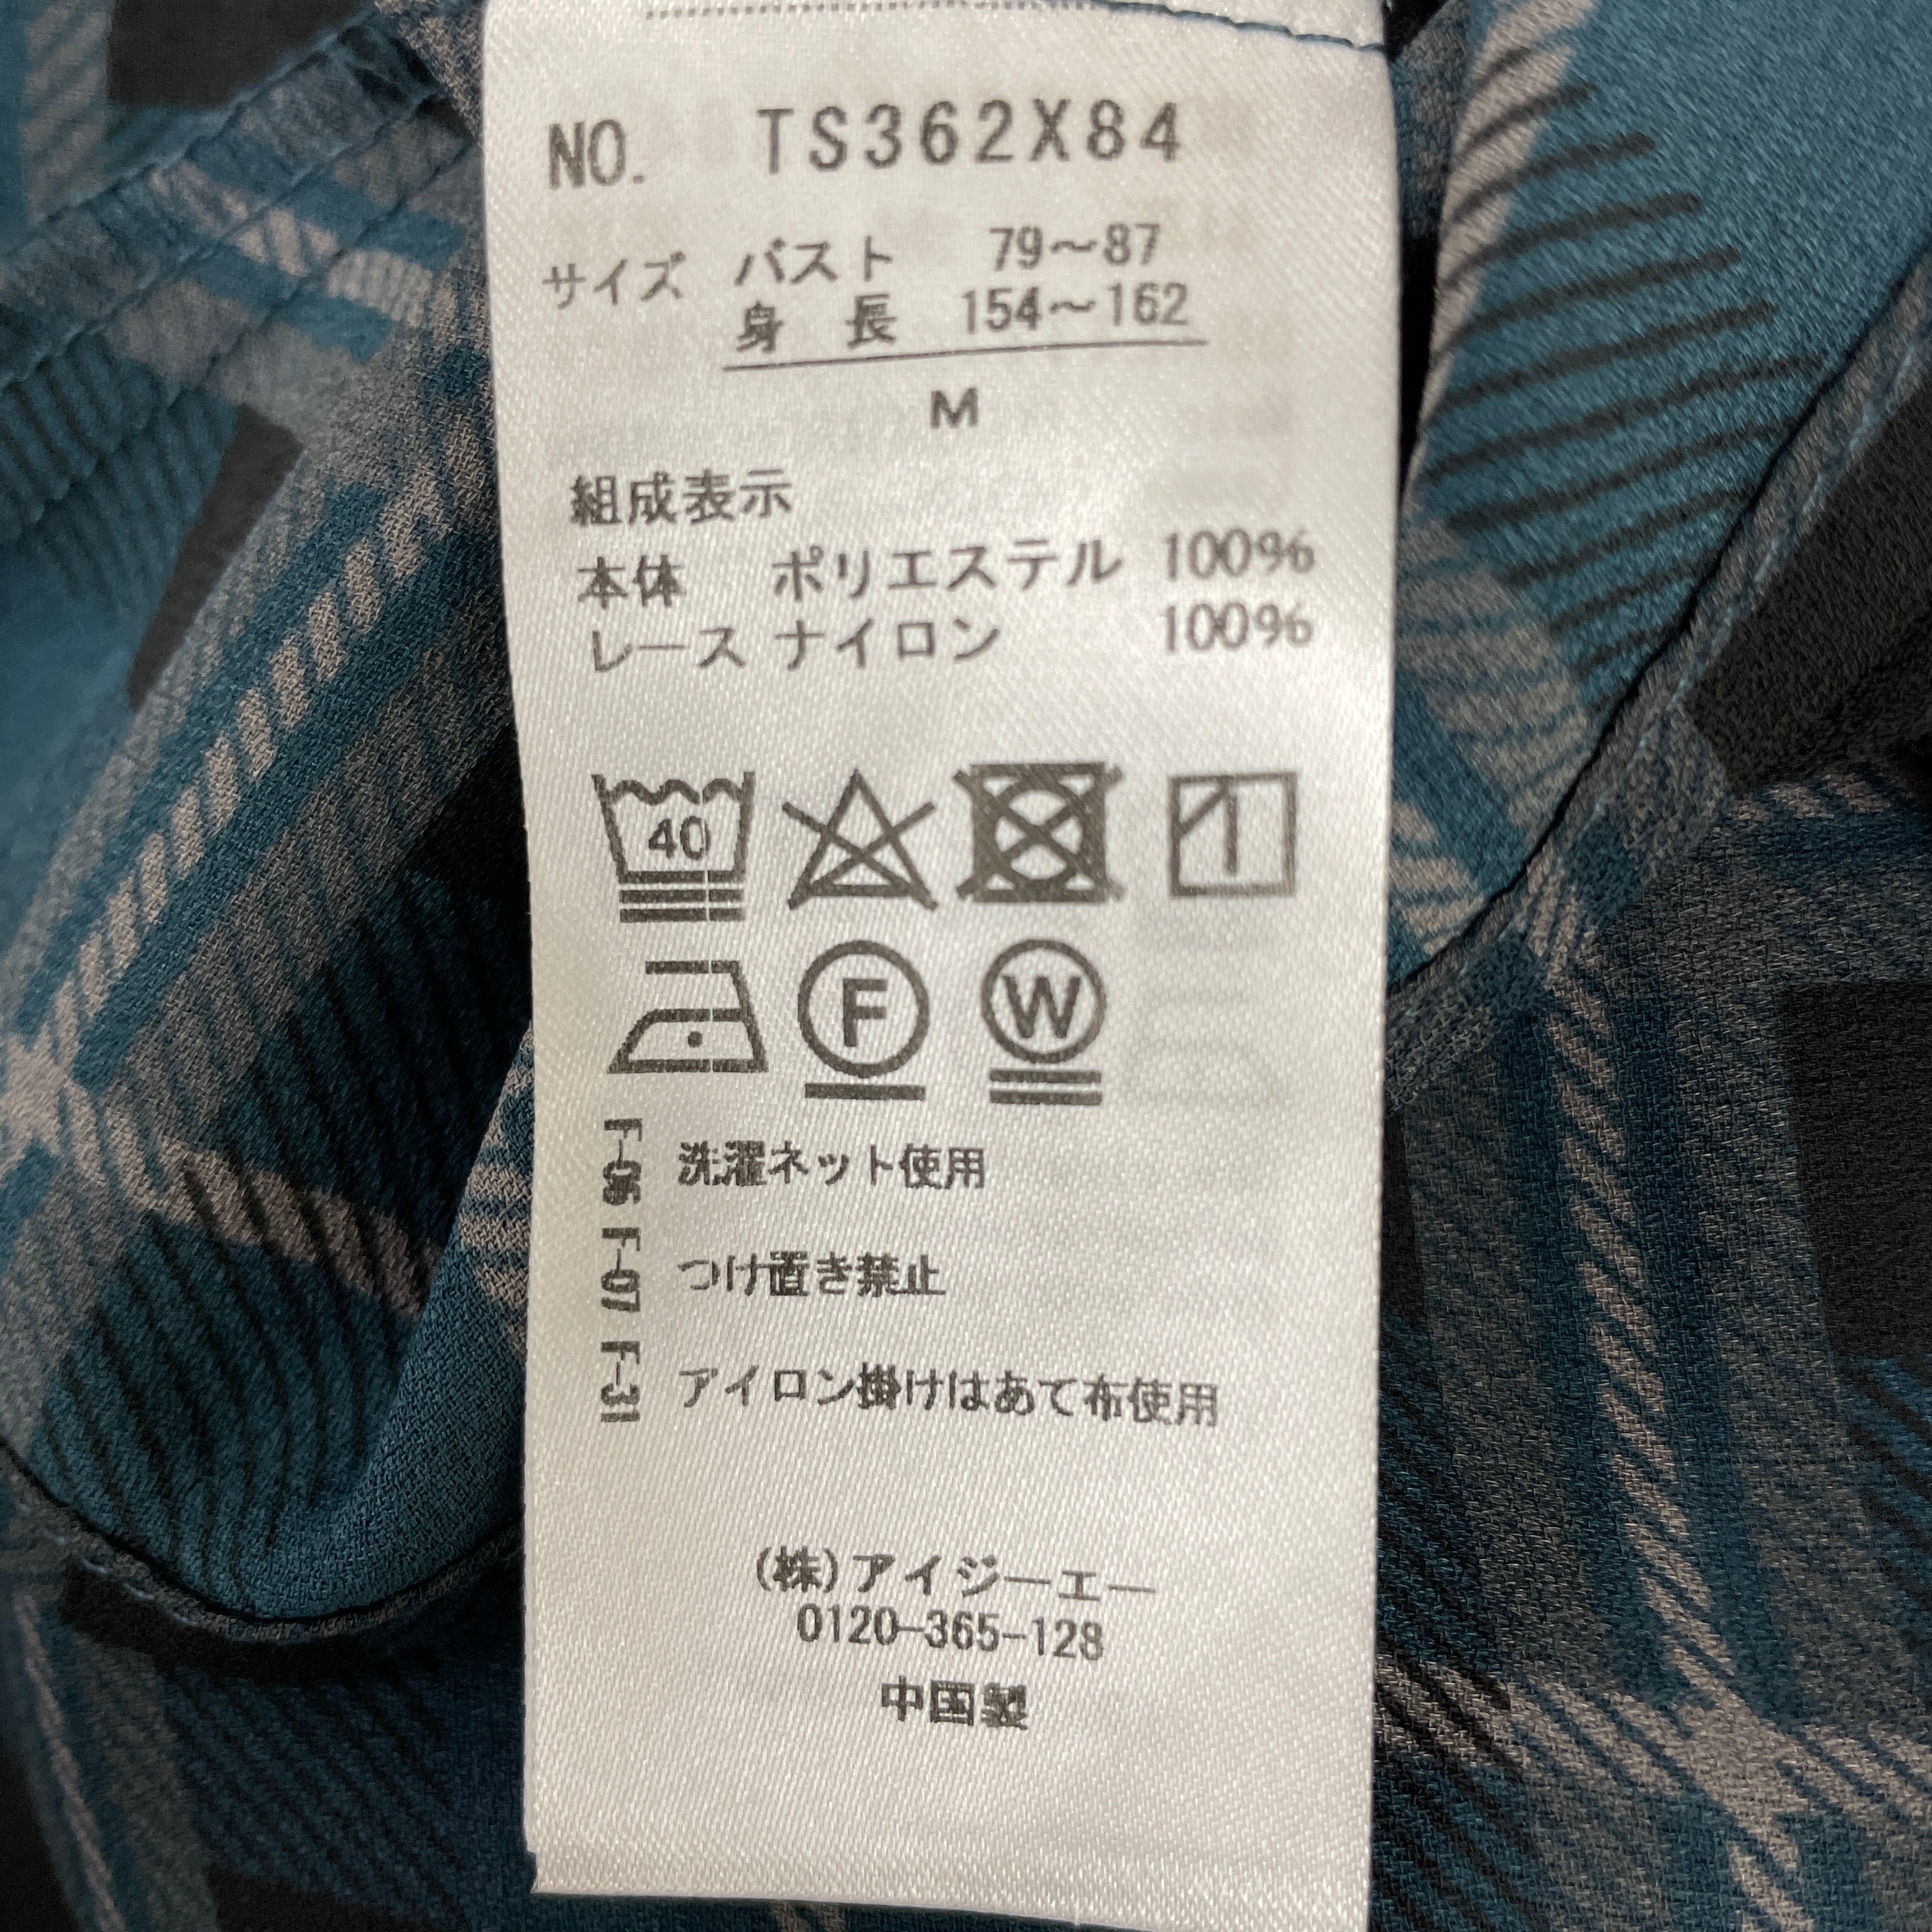 NO. TS362X84
サイズ バスト 79〜87
身長 154〜162
M
組成表示
本体 ポリエステル 100%
レース ナイロン 100%
40
F W
F-06 洗濯ネット使用
F-07 つけ置き禁止
F-31 アイロン掛けはあて布使用
(株)アイジーエー
0120-365-128
中国製